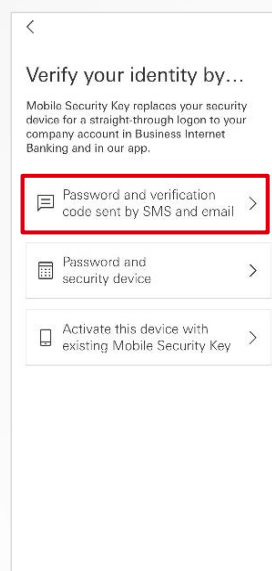 Verify your identity by...
Mobile Security Key replaces your security
device for a straight-through logon to your
company account in Business Internet
Banking and in our app.
Password and verification
code sent by SMS and email
Password and
security device
Activate this device with
existing Mobile Security Key